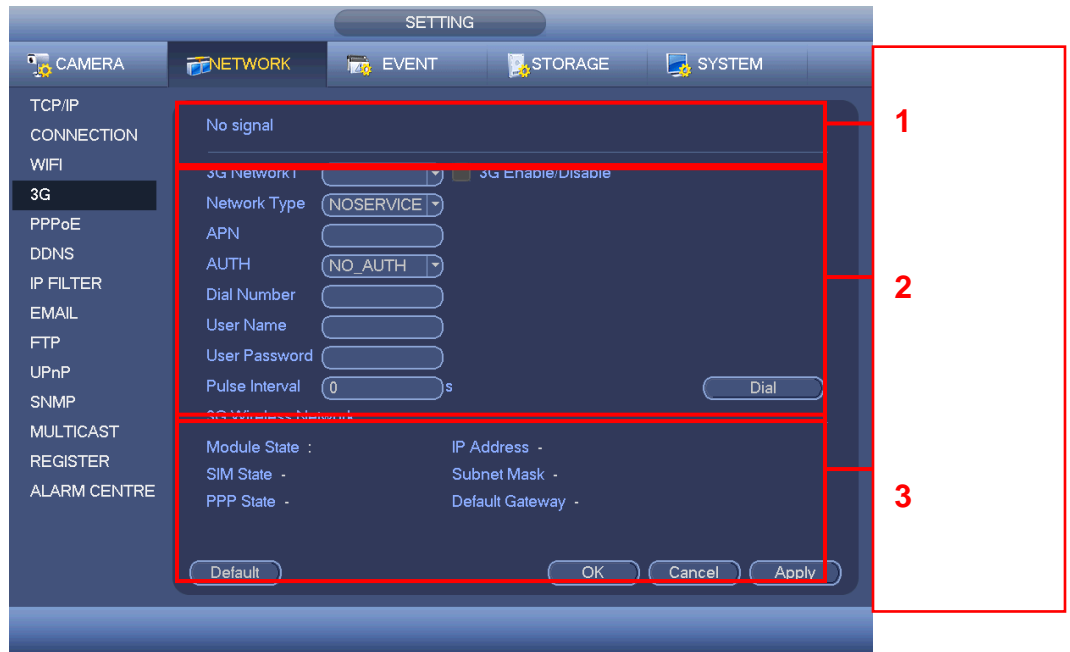 SETTING
CAMERA NETWORK EVENT STORAGE SYSTEM
TCP/IP
CONNECTION
WIFI
3G
PPPoE
DDNS
IP FILTER
EMAIL
FTP
UPnP
SNMP
MULTICAST
REGISTER
ALARM CENTRE
No signal
3G Network1 3G Enable/Disable
Network Type NOSERVICE
APN
AUTH NO_AUTH
Dial Number
User Name
User Password
Pulse Interval 0 s Dial
3G Wireless Network
Module State : IP Address -
SIM State - Subnet Mask -
PPP State - Default Gateway -
Default OK Cancel Apply
1
2
3